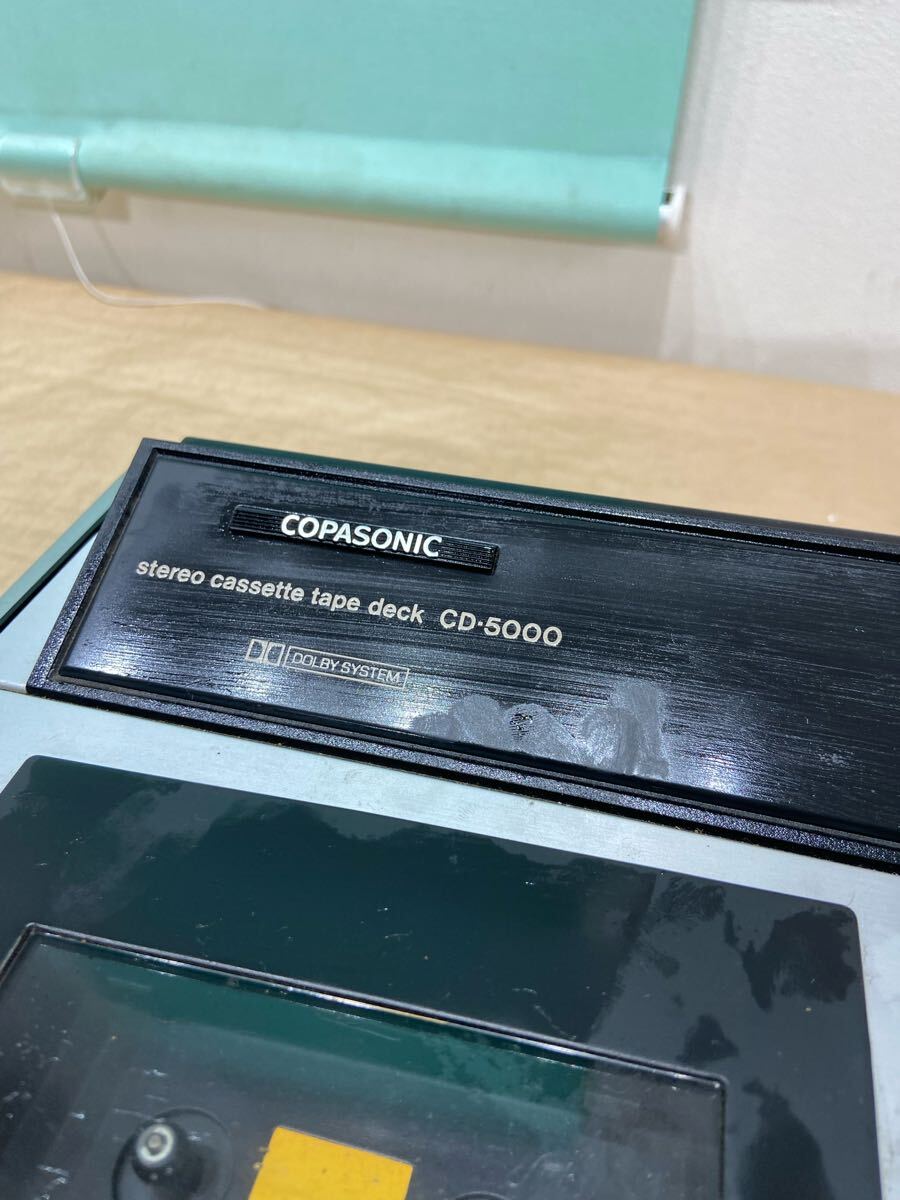 COPASONIC
stereo cassette tape deck CD-5000
DOLBY SYSTEM